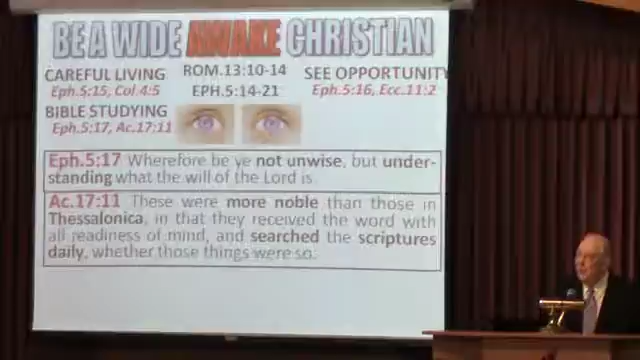 BE A WIDE AWAKE CHRISTIAN
CAREFUL LIVING ROM.13:10-14 SEE OPPORTUNITY
Eph.5:15, Col.4:5 EPH.5:14-21 Eph.5:16, Ecc.11:2
BIBLE STUDYING
Eph.5:17, Ac.17:11
Eph.5:17 Wherefore be ye not unwise, but under-
standing what the will of the Lord is.
Ac.17:11 These were more noble than those in
Thessalonica, in that they received the word with
all readiness of mind, and searched the scriptures
daily, whether those things were so.